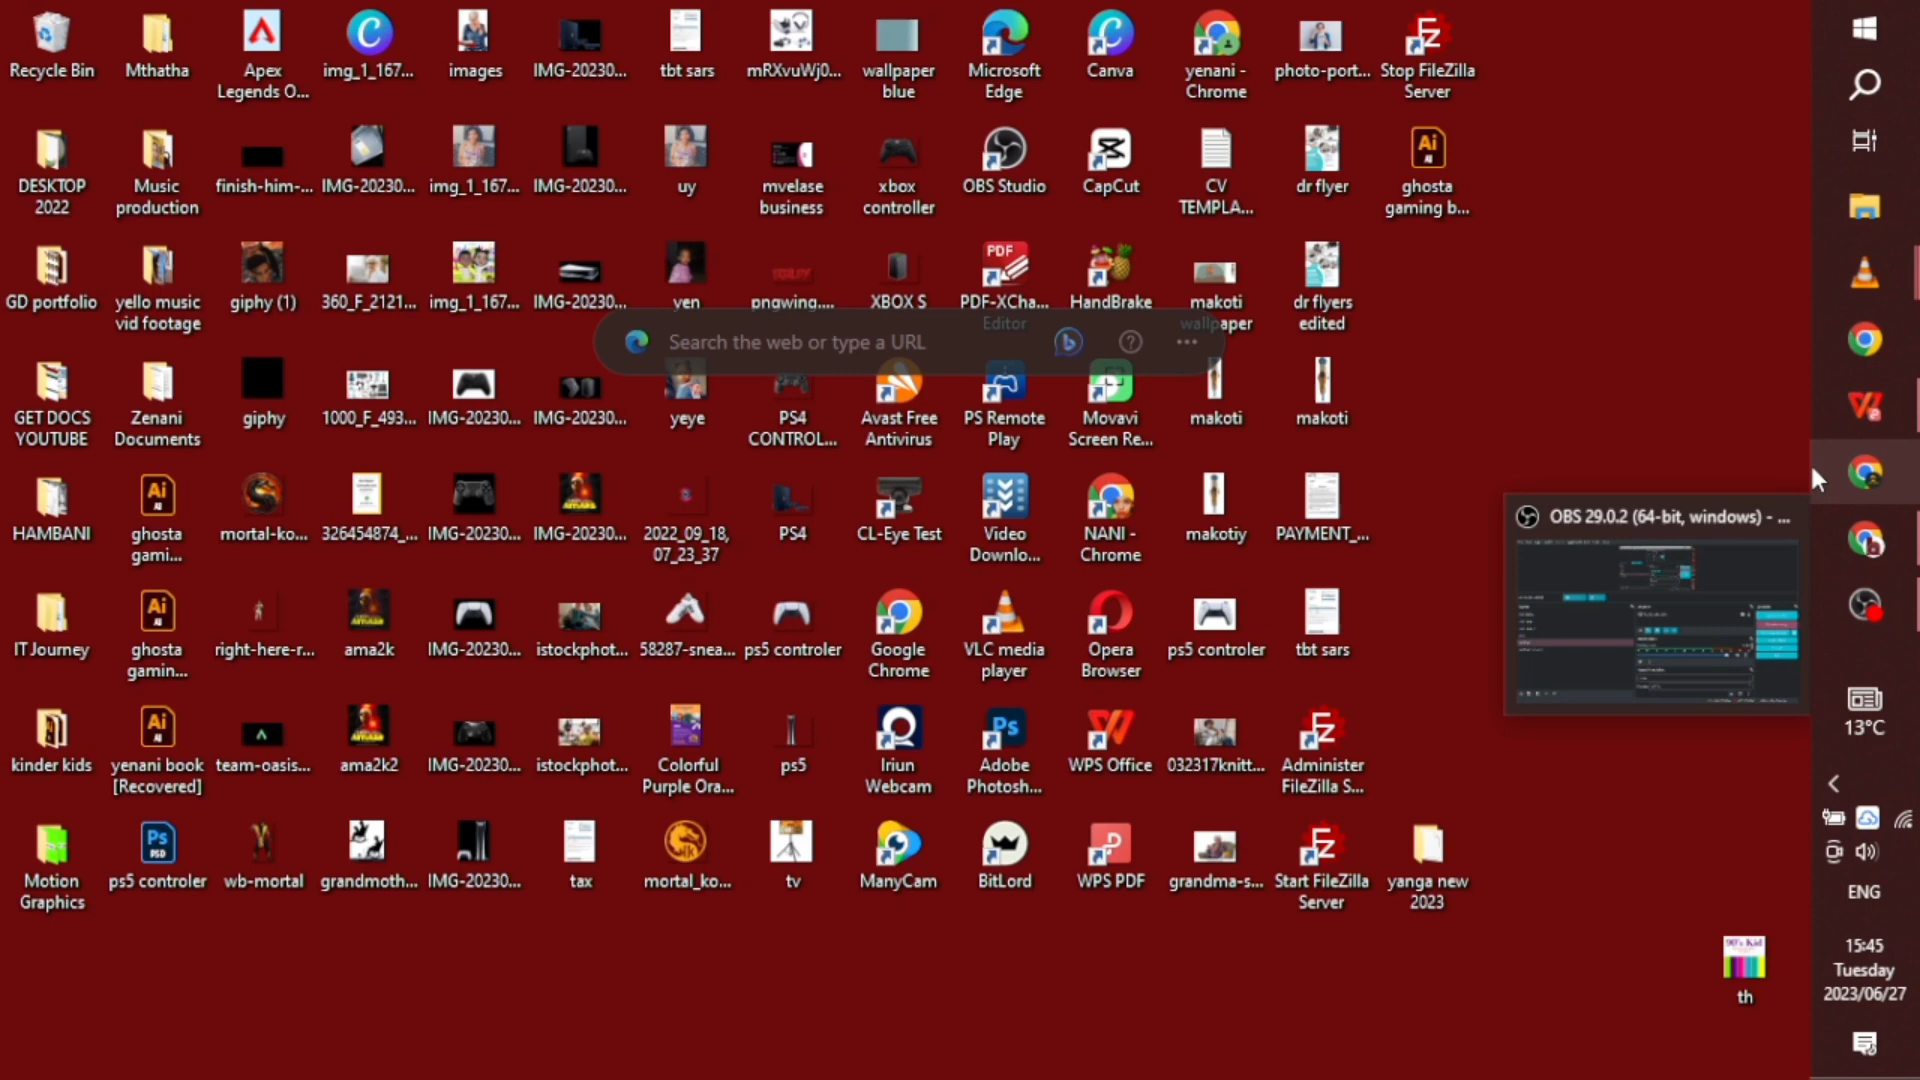 Recycle Bin
Mthatha
Apex
Legends O...
img_1_167...
images
IMG-20230...
tbt sars
mRXvuWj0...
wallpaper
blue
Microsoft
Edge
Canva
yenani -
Chrome
photo-port...
Stop FileZilla
Server
DESKTOP
2022
Music
production
finish-him-...
IMG-20230...
img_1_167...
IMG-20230...
uy
mvelase
business
xbox
controller
OBS Studio
CapCut
CV
TEMPLA...
dr flyer
ghosta
gaming b...
GD portfolio
yello music
vid footage
giphy (1)
360_F_2121...
img_1_167...
IMG-20230...
yen
pngwing....
XBOX S
PDF-XCha...
Editor
HandBrake
makoti
wallpaper
dr flyers
edited
Search the web or type a URL
GET DOCS
YOUTUBE
Zenani
Documents
giphy
1000_F_493...
IMG-20230...
IMG-20230...
yeye
PS4
CONTROL...
Avast Free
Antivirus
PS Remote
Play
Movavi
Screen Re...
makoti
makoti
HAMBANI
ghosta
gami...
mortal-ko...
326454874_...
IMG-20230...
IMG-20230...
2022_09_18,
07_23_37
PS4
CL-Eye Test
Video
Downlo...
NANI -
Chrome
makotiy
PAYMENT_...
OBS 29.0.2 (64-bit, windows) - ...
IT Journey
ghosta
gamin...
right-here-r...
ama2k
IMG-20230...
istockphot...
58287-snea...
ps5 controler
Google
Chrome
VLC media
player
Opera
Browser
ps5 controler
tbt sars
kinder kids
yenani book
[Recovered]
team-oasis...
ama2k2
IMG-20230...
istockphot...
Colorful
Purple Ora...
ps5
Iriun
Webcam
Adobe
Photosh...
WPS Office
032317knitt...
Administer
FileZilla S...
Motion
Graphics
ps5 controler
wb-mortal
grandmoth...
IMG-20230...
tax
mortal_ko...
tv
ManyCam
BitLord
WPS PDF
grandma-s...
Start FileZilla
Server
yanga new
2023
90's Kid
th
13°C
ENG
15:45
Tuesday
2023/06/27